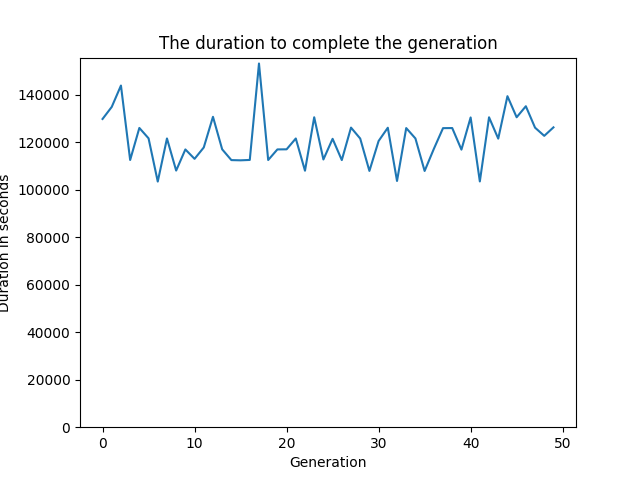 The duration to complete the generation
140000
120000
100000
80000
60000
40000
20000
0
Duration in seconds
0 10 20 30 40 50
Generation